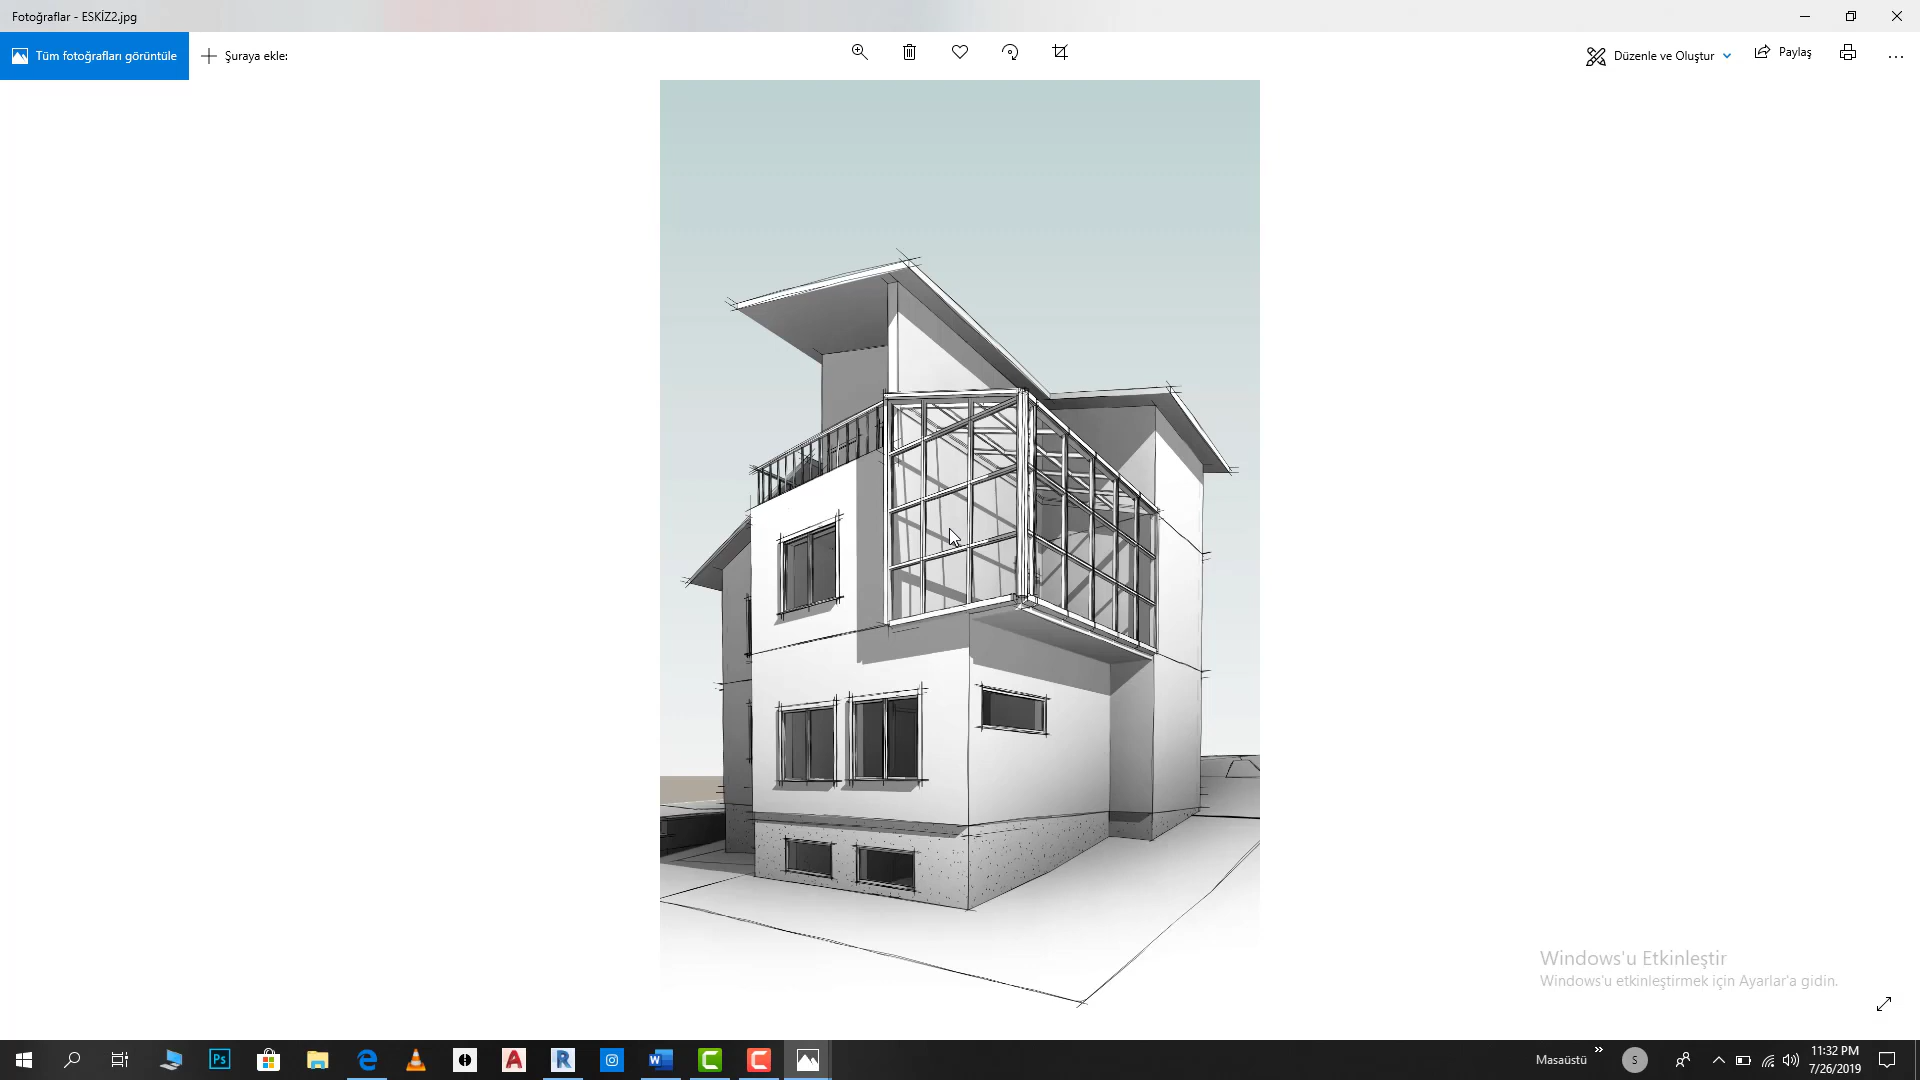 Fotoğraflar - ESKİZ2.jpg
Tüm fotoğrafları görüntüle
Şuraya ekle:
Düzenle ve Oluştur
Paylaş
Windows'u Etkinleştir
Windows'u etkinleştirmek için Ayarlar'a gidin.
Ps
A
R
W
C
C
Masaüstü
S
11:32 PM
7/26/2019